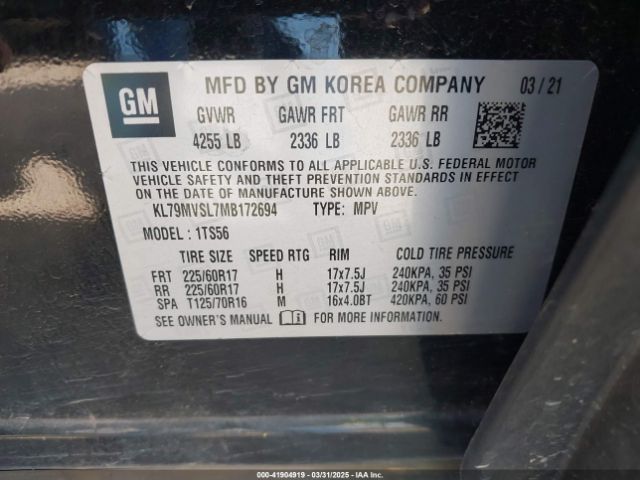 GM
MFD BY GM KOREA COMPANY 03/21
GVWR GAWR FRT GAWR RR
4255 LB 2336 LB 2336 LB
THIS VEHICLE CONFORMS TO ALL APPLICABLE U.S. FEDERAL MOTOR
VEHICLE SAFETY AND THEFT PREVENTION STANDARDS IN EFFECT
ON THE DATE OF MANUFACTURE SHOWN ABOVE.
KL79MVSL7MB172694 TYPE: MPV
MODEL: 1TS56
TIRE SIZE SPEED RTG RIM COLD TIRE PRESSURE
FRT 225/60R17 H 17x7.5J 240KPA, 35 PSI
RR 225/60R17 H 17x7.5J 240KPA, 35 PSI
SPA T125/70R16 M 16x4.0BT 420KPA, 60 PSI
SEE OWNER'S MANUAL FOR MORE INFORMATION.
000-41904919 - 03/31/2025 - IAA Inc.